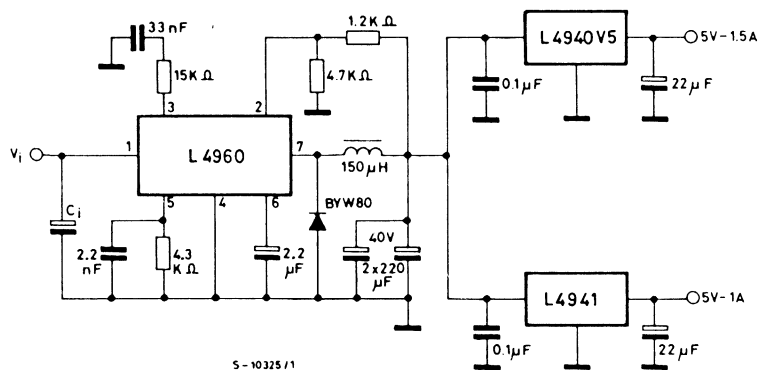 33nF
1.2KΩ
15KΩ
4.7KΩ
3
2
L4940V5
5V-1.5A
0.1µF
22µF
Vi
1
L4960
7
150µH
5
4
6
BYW80
Ci
2.2
nF
4.3
KΩ
2.2
µF
40V
2x220
µF
L4941
5V-1A
0.1µF
22µF
S-10325/1